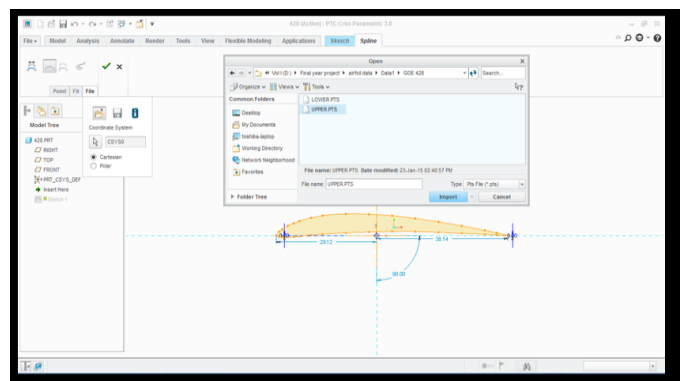 428 (Active) - PTC Creo Parametric 3.0
File Model Analysis Annotate Render Tools View Flexible Modeling Applications Sketch Spline
Point Fit File
Model Tree
428.PRT
RIGHT
TOP
FRONT
PRT_CSYS_DEF
Insert Here
Sketch 1
Coordinate System
CSYS0
Cartesian
Polar
Open
Vol1 (D:) Final year project airfoil data Data1 GOE 428 Search...
Organize Views Tools
Common Folders
Desktop
My Documents
toshiba-laptop
Working Directory
Network Neighborhood
Favorites
Folder Tree
LOWER.PTS
UPPER.PTS
File name: UPPER.PTS Date modified: 23-Jan-15 02:40:57 PM
File name UPPER.PTS Type Pts File (*.pts)
Import Cancel
29.12 38.14
90.00